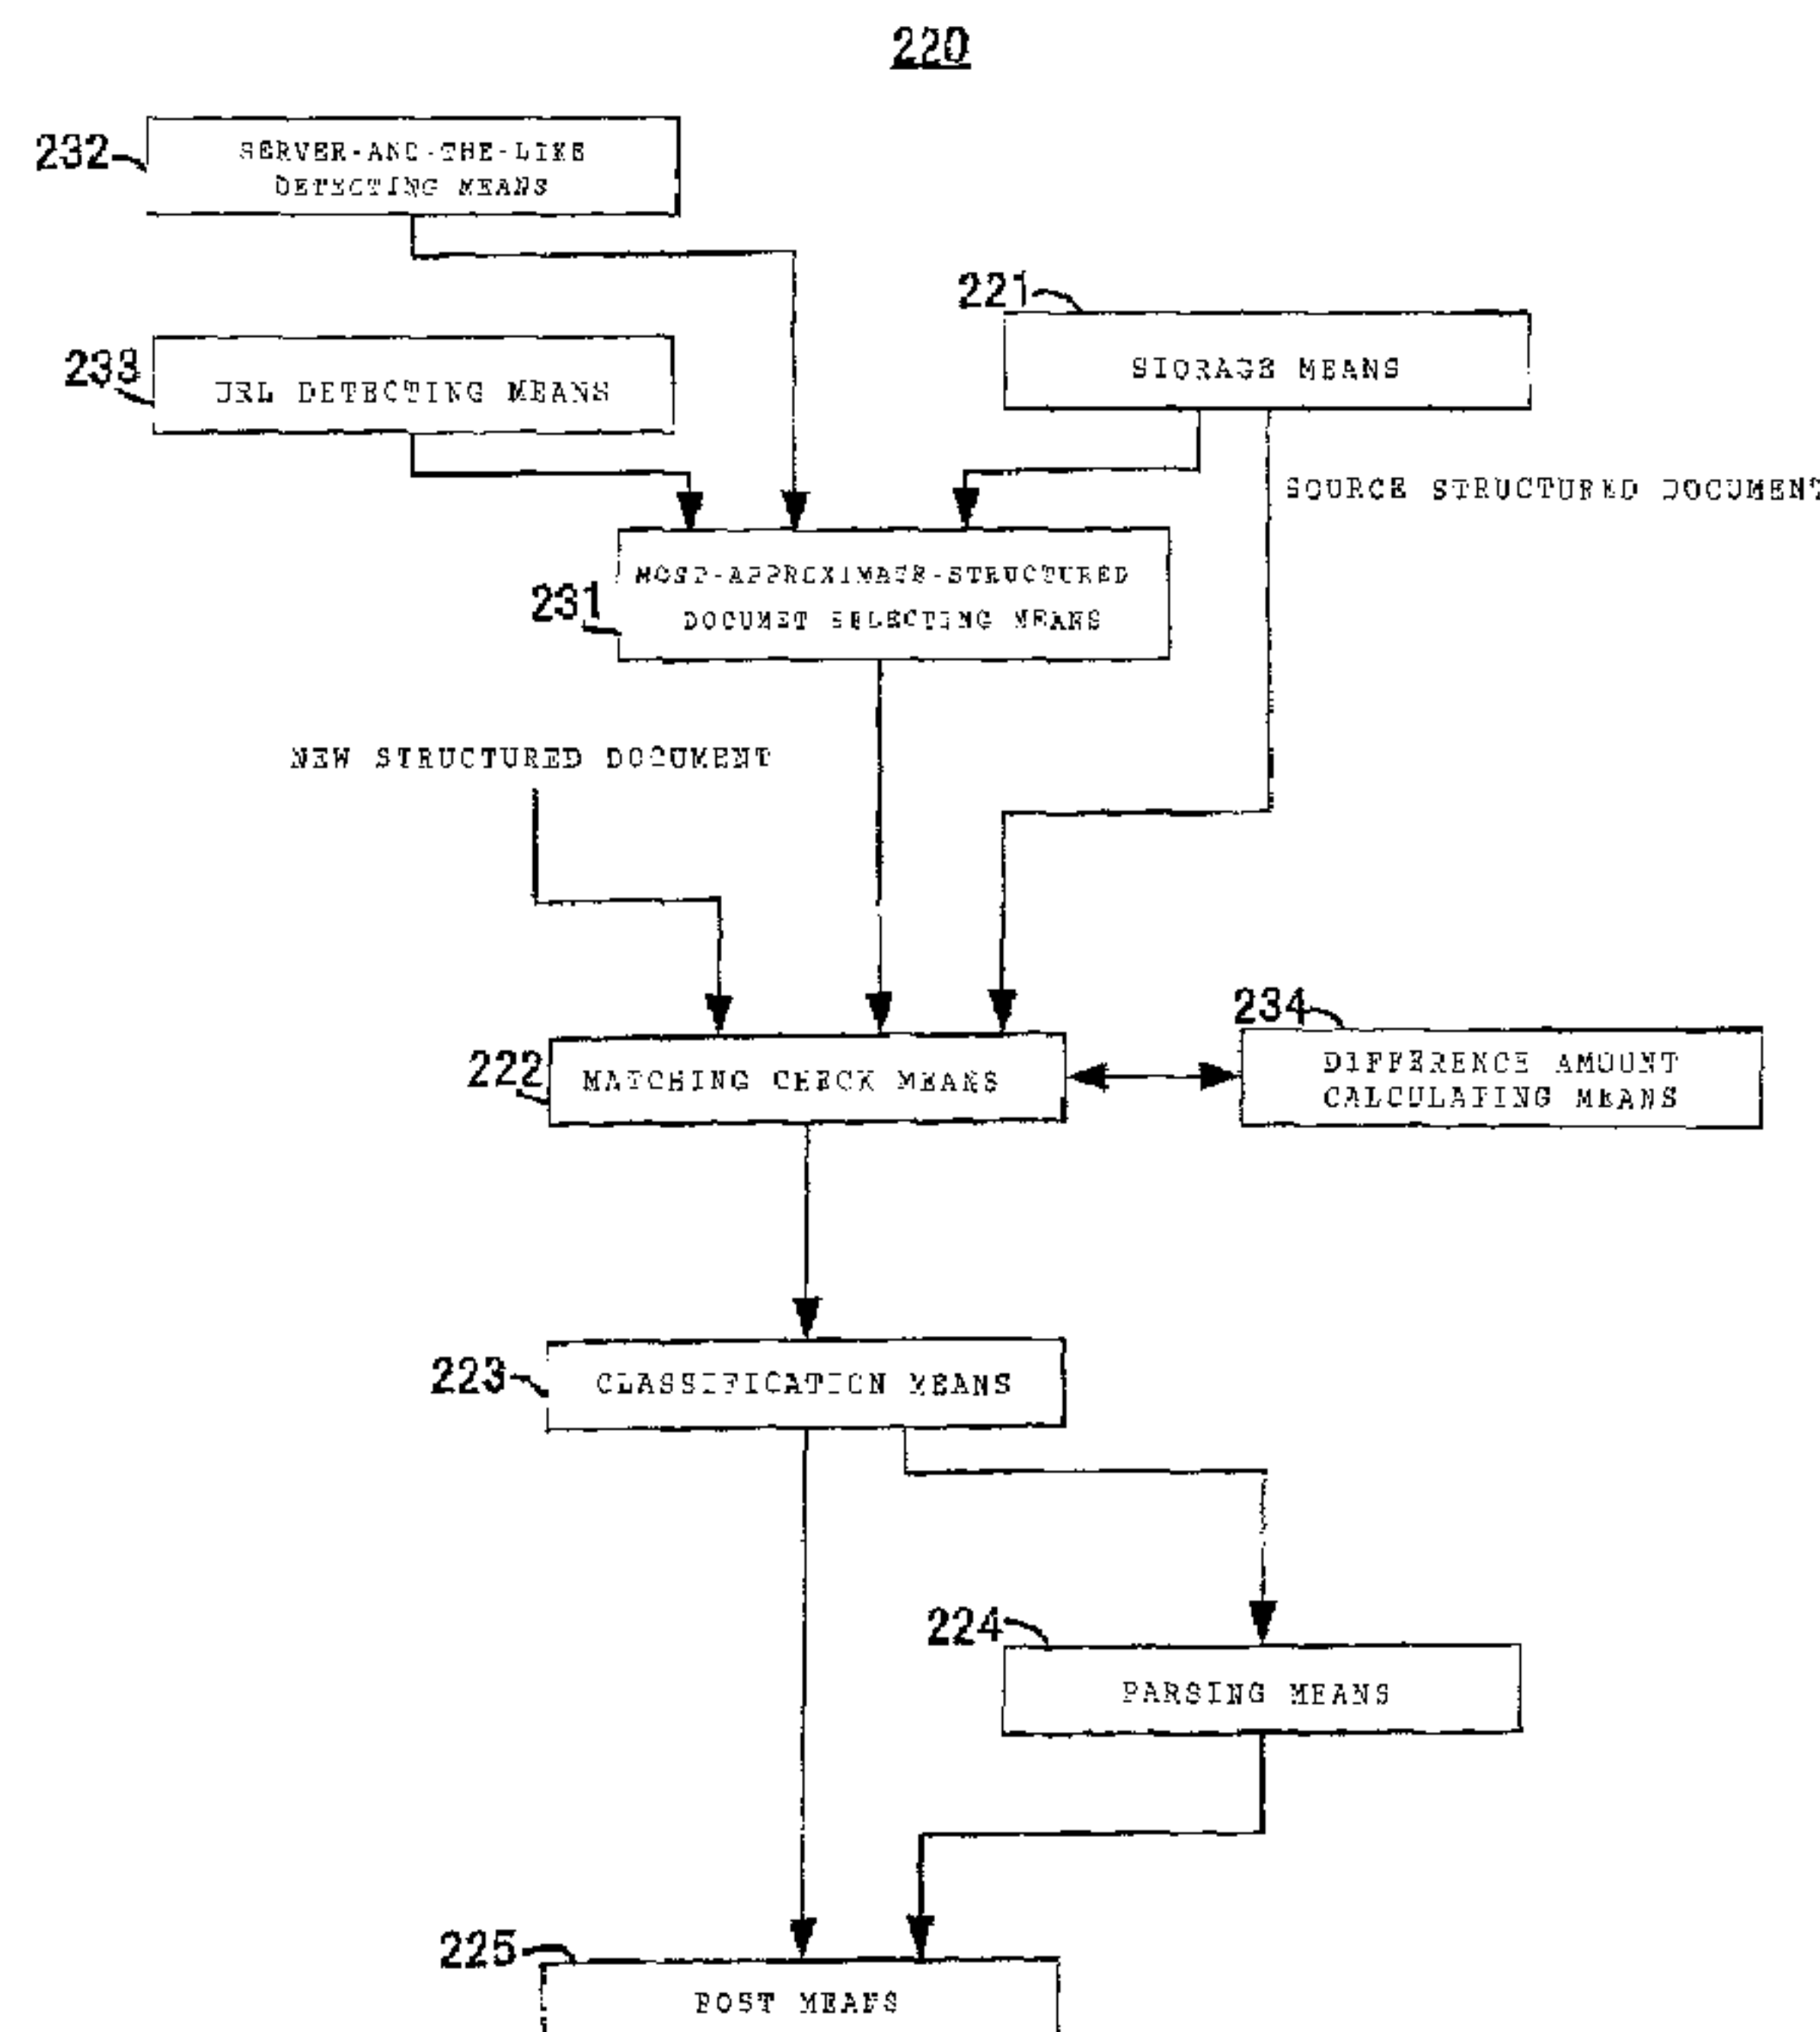 220
232
SERVER-AND-THE-LIKE
DETECTING MEANS
221
STORAGE MEANS
233
URL DETECTING MEANS
SOURCE STRUCTURED DOCUMENT
MOST-APPROXIMATE-STRUCTURED
DOCUMET SELECTING MEANS
231
NEW STRUCTURED DOCUMENT
234
DIFFERENCE AMOUNT
CALCULATING MEANS
222
MATCHING CHECK MEANS
223
CLASSIFICATION MEANS
224
PARSING MEANS
225
POST MEANS